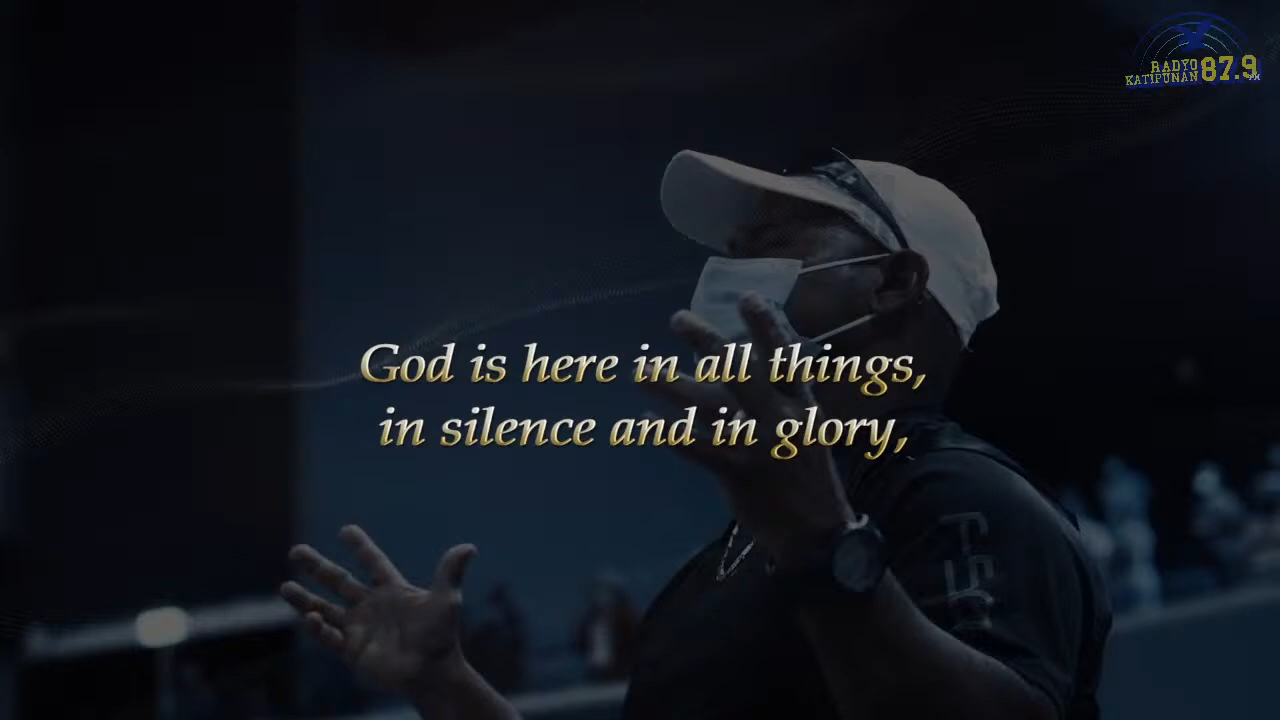 RADYO
KATIPUNAN 87.9
God is here in all things,
in silence and in glory,